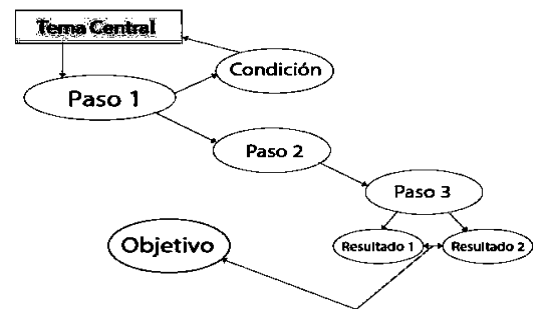 Tema Central
Condición
Paso 1
Paso 2
Paso 3
Objetivo
Resultado 1
Resultado 2